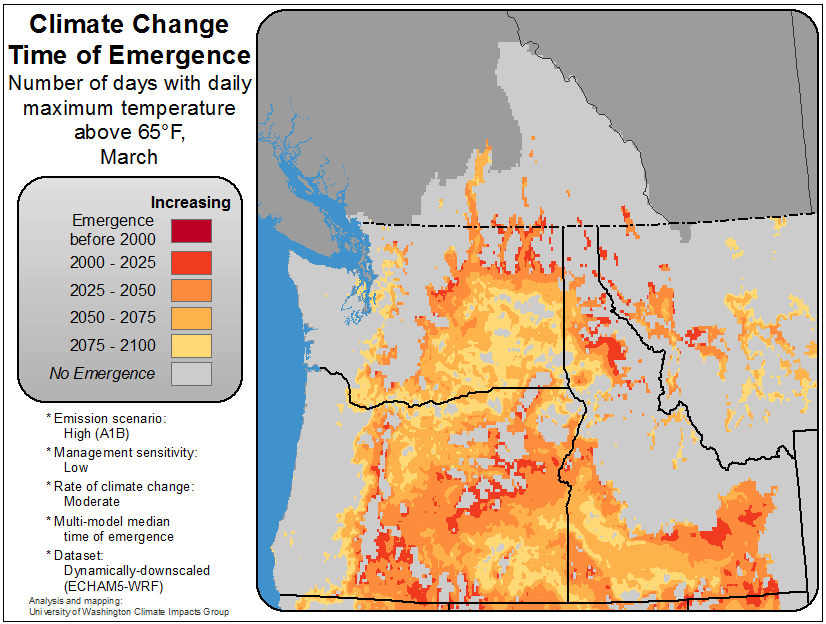 Climate Change
Time of Emergence
Number of days with daily
maximum temperature
above 65°F,
March
Increasing
Emergence
before 2000
2000 - 2025
2025 - 2050
2050 - 2075
2075 - 2100
No Emergence
* Emission scenario:
High (A1B)
* Management sensitivity:
Low
* Rate of climate change:
Moderate
* Multi-model median
time of emergence
* Dataset:
Dynamically-downscaled
(ECHAM5-WRF)
Analysis and mapping:
University of Washington Climate Impacts Group